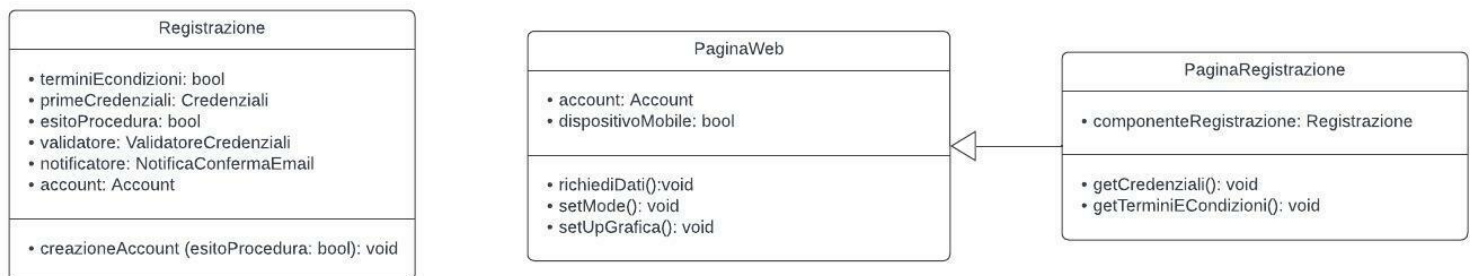 Registrazione
• terminiEcondizioni: bool
• primeCredenziali: Credenziali
• esitoProcedura: bool
• validatore: ValidatoreCredenziali
• notificatore: NotificaConfermaEmail
• account: Account
• creazioneAccount (esitoProcedura: bool): void
PaginaWeb
• account: Account
• dispositivoMobile: bool
• richiediDati():void
• setMode(): void
• setUpGrafica(): void
PaginaRegistrazione
• componenteRegistrazione: Registrazione
• getCredenziali(): void
• getTerminiECondizioni(): void